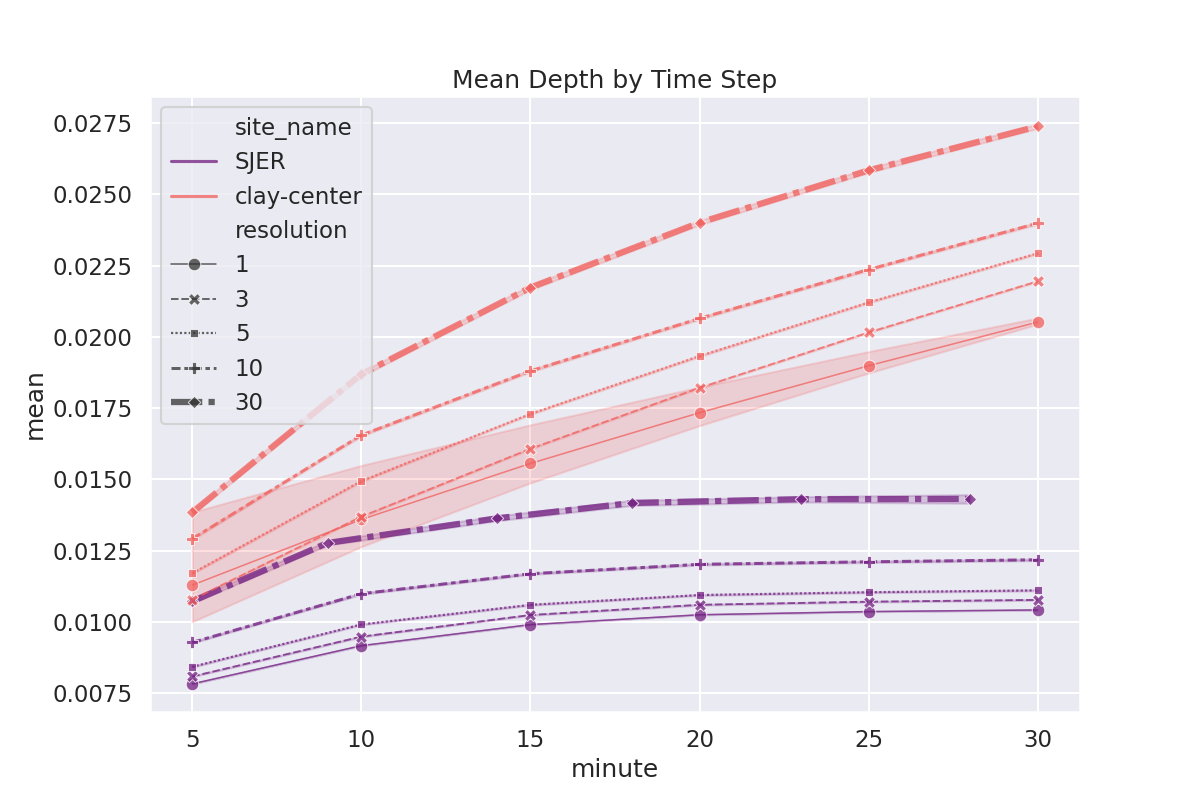 Mean Depth by Time Step
site_name
SJER
clay-center
resolution
1
3
5
10
30
0.0275
0.0250
0.0225
0.0200
0.0175
0.0150
0.0125
0.0100
0.0075
mean
5 10 15 20 25 30
minute